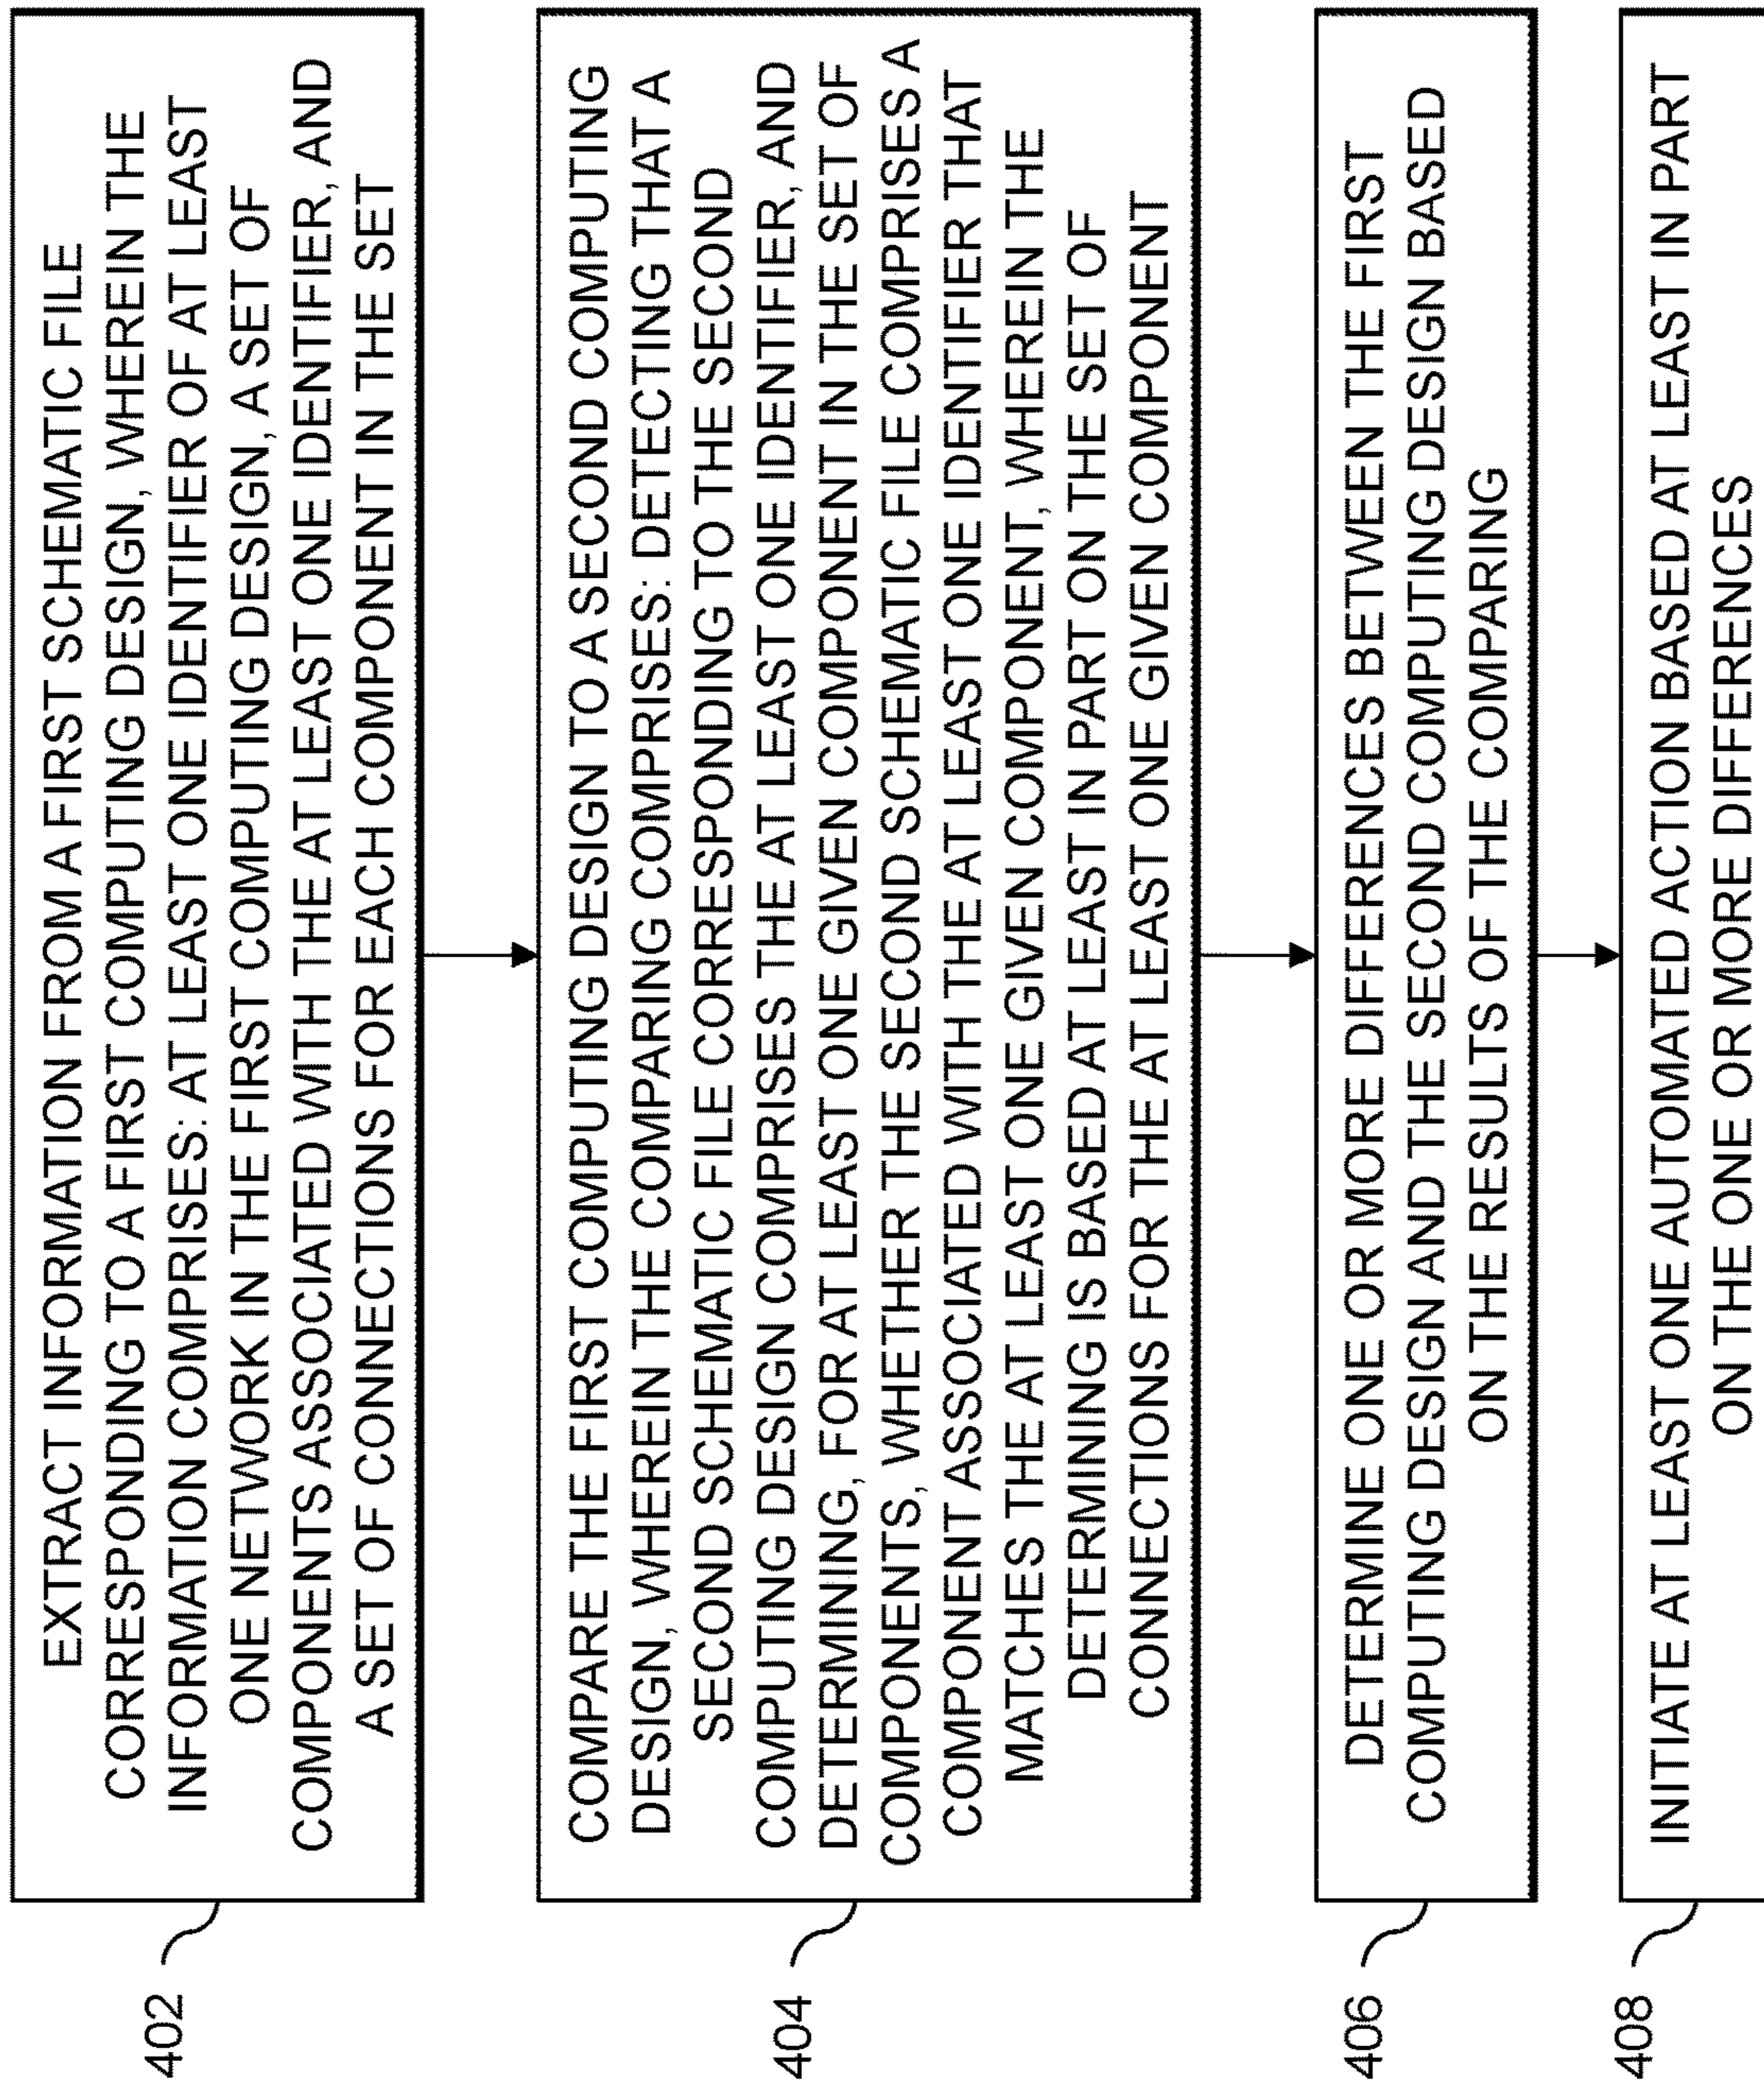 402
EXTRACT INFORMATION FROM A FIRST SCHEMATIC FILE
CORRESPONDING TO A FIRST COMPUTING DESIGN, WHEREIN THE
INFORMATION COMPRISES: AT LEAST ONE IDENTIFIER OF AT LEAST
ONE NETWORK IN THE FIRST COMPUTING DESIGN, A SET OF
COMPONENTS ASSOCIATED WITH THE AT LEAST ONE IDENTIFIER, AND
A SET OF CONNECTIONS FOR EACH COMPONENT IN THE SET
404
COMPARE THE FIRST COMPUTING DESIGN TO A SECOND COMPUTING
DESIGN, WHEREIN THE COMPARING COMPRISES: DETECTING THAT A
SECOND SCHEMATIC FILE CORRESPONDING TO THE SECOND
COMPUTING DESIGN COMPRISES THE AT LEAST ONE IDENTIFIER, AND
DETERMINING, FOR AT LEAST ONE GIVEN COMPONENT IN THE SET OF
COMPONENTS, WHETHER THE SECOND SCHEMATIC FILE COMPRISES A
COMPONENT ASSOCIATED WITH THE AT LEAST ONE IDENTIFIER THAT
MATCHES THE AT LEAST ONE GIVEN COMPONENT, WHEREIN THE
DETERMINING IS BASED AT LEAST IN PART ON THE SET OF
CONNECTIONS FOR THE AT LEAST ONE GIVEN COMPONENT
406
DETERMINE ONE OR MORE DIFFERENCES BETWEEN THE FIRST
COMPUTING DESIGN AND THE SECOND COMPUTING DESIGN BASED
ON THE RESULTS OF THE COMPARING
408
INITIATE AT LEAST ONE AUTOMATED ACTION BASED AT LEAST IN PART
ON THE ONE OR MORE DIFFERENCES